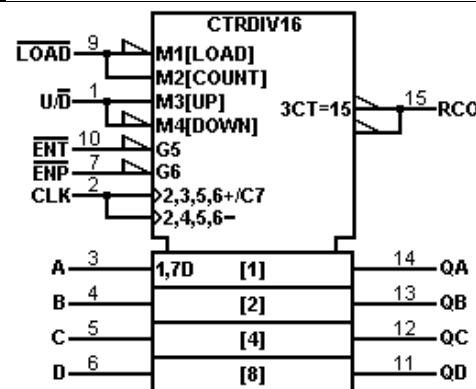 CTRDIV16
LOAD 9 M1[LOAD]
M2[COUNT]
U/D 1 M3[UP] 3CT=15 15 RCO
M4[DOWN]
ENT 10 G5
ENP 7 G6
CLK 2 2,3,5,6+/C7
2,4,5,6−
A 3 1,7D [1] 14 QA
B 4 [2] 13 QB
C 5 [4] 12 QC
D 6 [8] 11 QD